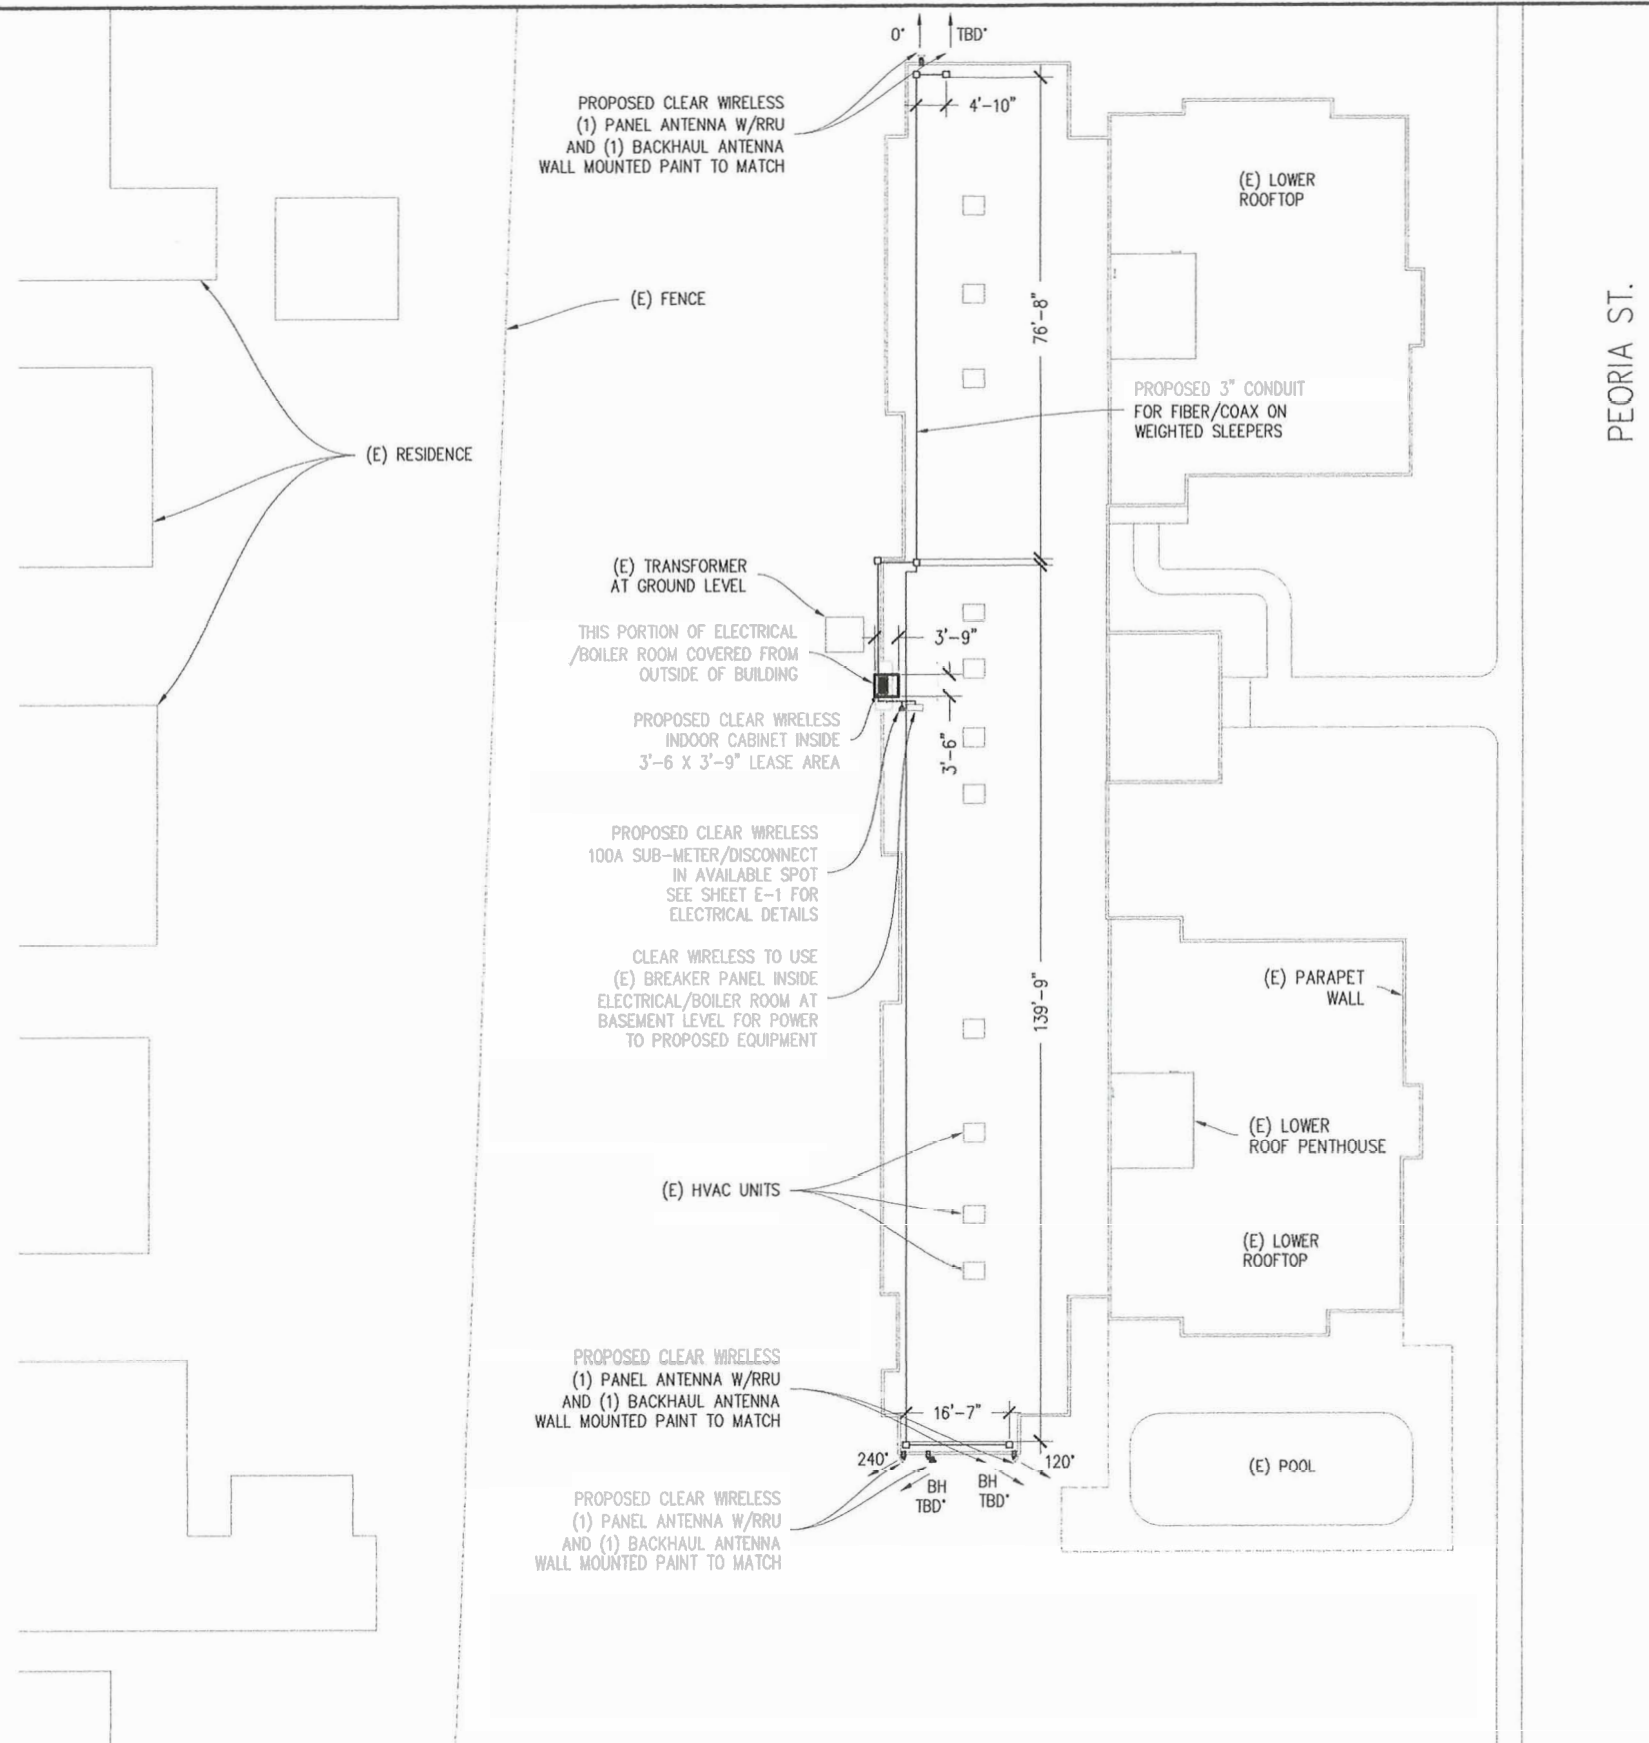 0°
TBD°
PROPOSED CLEAR WIRELESS
(1) PANEL ANTENNA W/RRU
AND (1) BACKHAUL ANTENNA
WALL MOUNTED PAINT TO MATCH
4'-10"
(E) LOWER
ROOFTOP
(E) FENCE
76'-8"
PEORIA ST.
PROPOSED 3" CONDUIT
FOR FIBER/COAX ON
WEIGHTED SLEEPERS
(E) RESIDENCE
(E) TRANSFORMER
AT GROUND LEVEL
THIS PORTION OF ELECTRICAL
/BOILER ROOM COVERED FROM
OUTSIDE OF BUILDING
3'-9"
PROPOSED CLEAR WIRELESS
INDOOR CABINET INSIDE
3'-6 X 3'-9" LEASE AREA
3'-6"
PROPOSED CLEAR WIRELESS
100A SUB-METER/DISCONNECT
IN AVAILABLE SPOT
SEE SHEET E-1 FOR
ELECTRICAL DETAILS
CLEAR WIRELESS TO USE
(E) BREAKER PANEL INSIDE
ELECTRICAL/BOILER ROOM AT
BASEMENT LEVEL FOR POWER
TO PROPOSED EQUIPMENT
139'-9"
(E) PARAPET
WALL
(E) LOWER
ROOF PENTHOUSE
(E) HVAC UNITS
(E) LOWER
ROOFTOP
PROPOSED CLEAR WIRELESS
(1) PANEL ANTENNA W/RRU
AND (1) BACKHAUL ANTENNA
WALL MOUNTED PAINT TO MATCH
16'-7"
240°
120°
BH
TBD°
BH
TBD°
(E) POOL
PROPOSED CLEAR WIRELESS
(1) PANEL ANTENNA W/RRU
AND (1) BACKHAUL ANTENNA
WALL MOUNTED PAINT TO MATCH